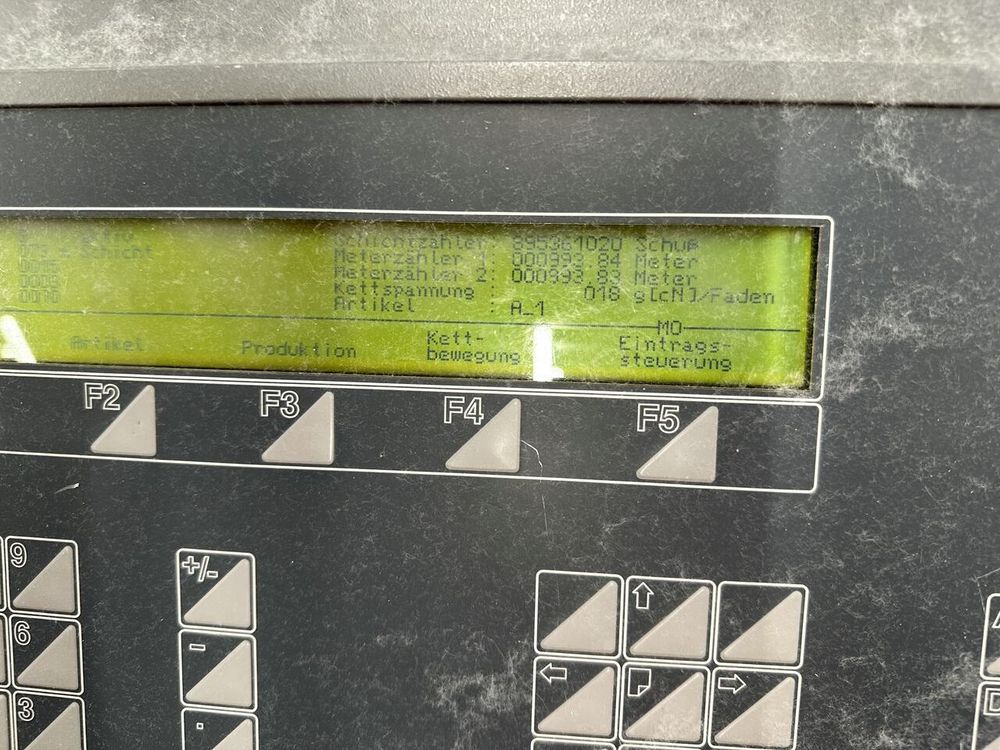 Schicht
Schichtzähler: 895361020 Schuß
Meterzähler 1: 000993,84 Meter
Meterzähler 2: 000993,83 Meter
Kettspannung : 018 g[cN]/Faden
Artikel : A_1
MO
Artikel
Produktion
Kett-
bewegung
Eintrags-
steuerung
F2
F3
F4
F5
9
+/-
6
-
3
.